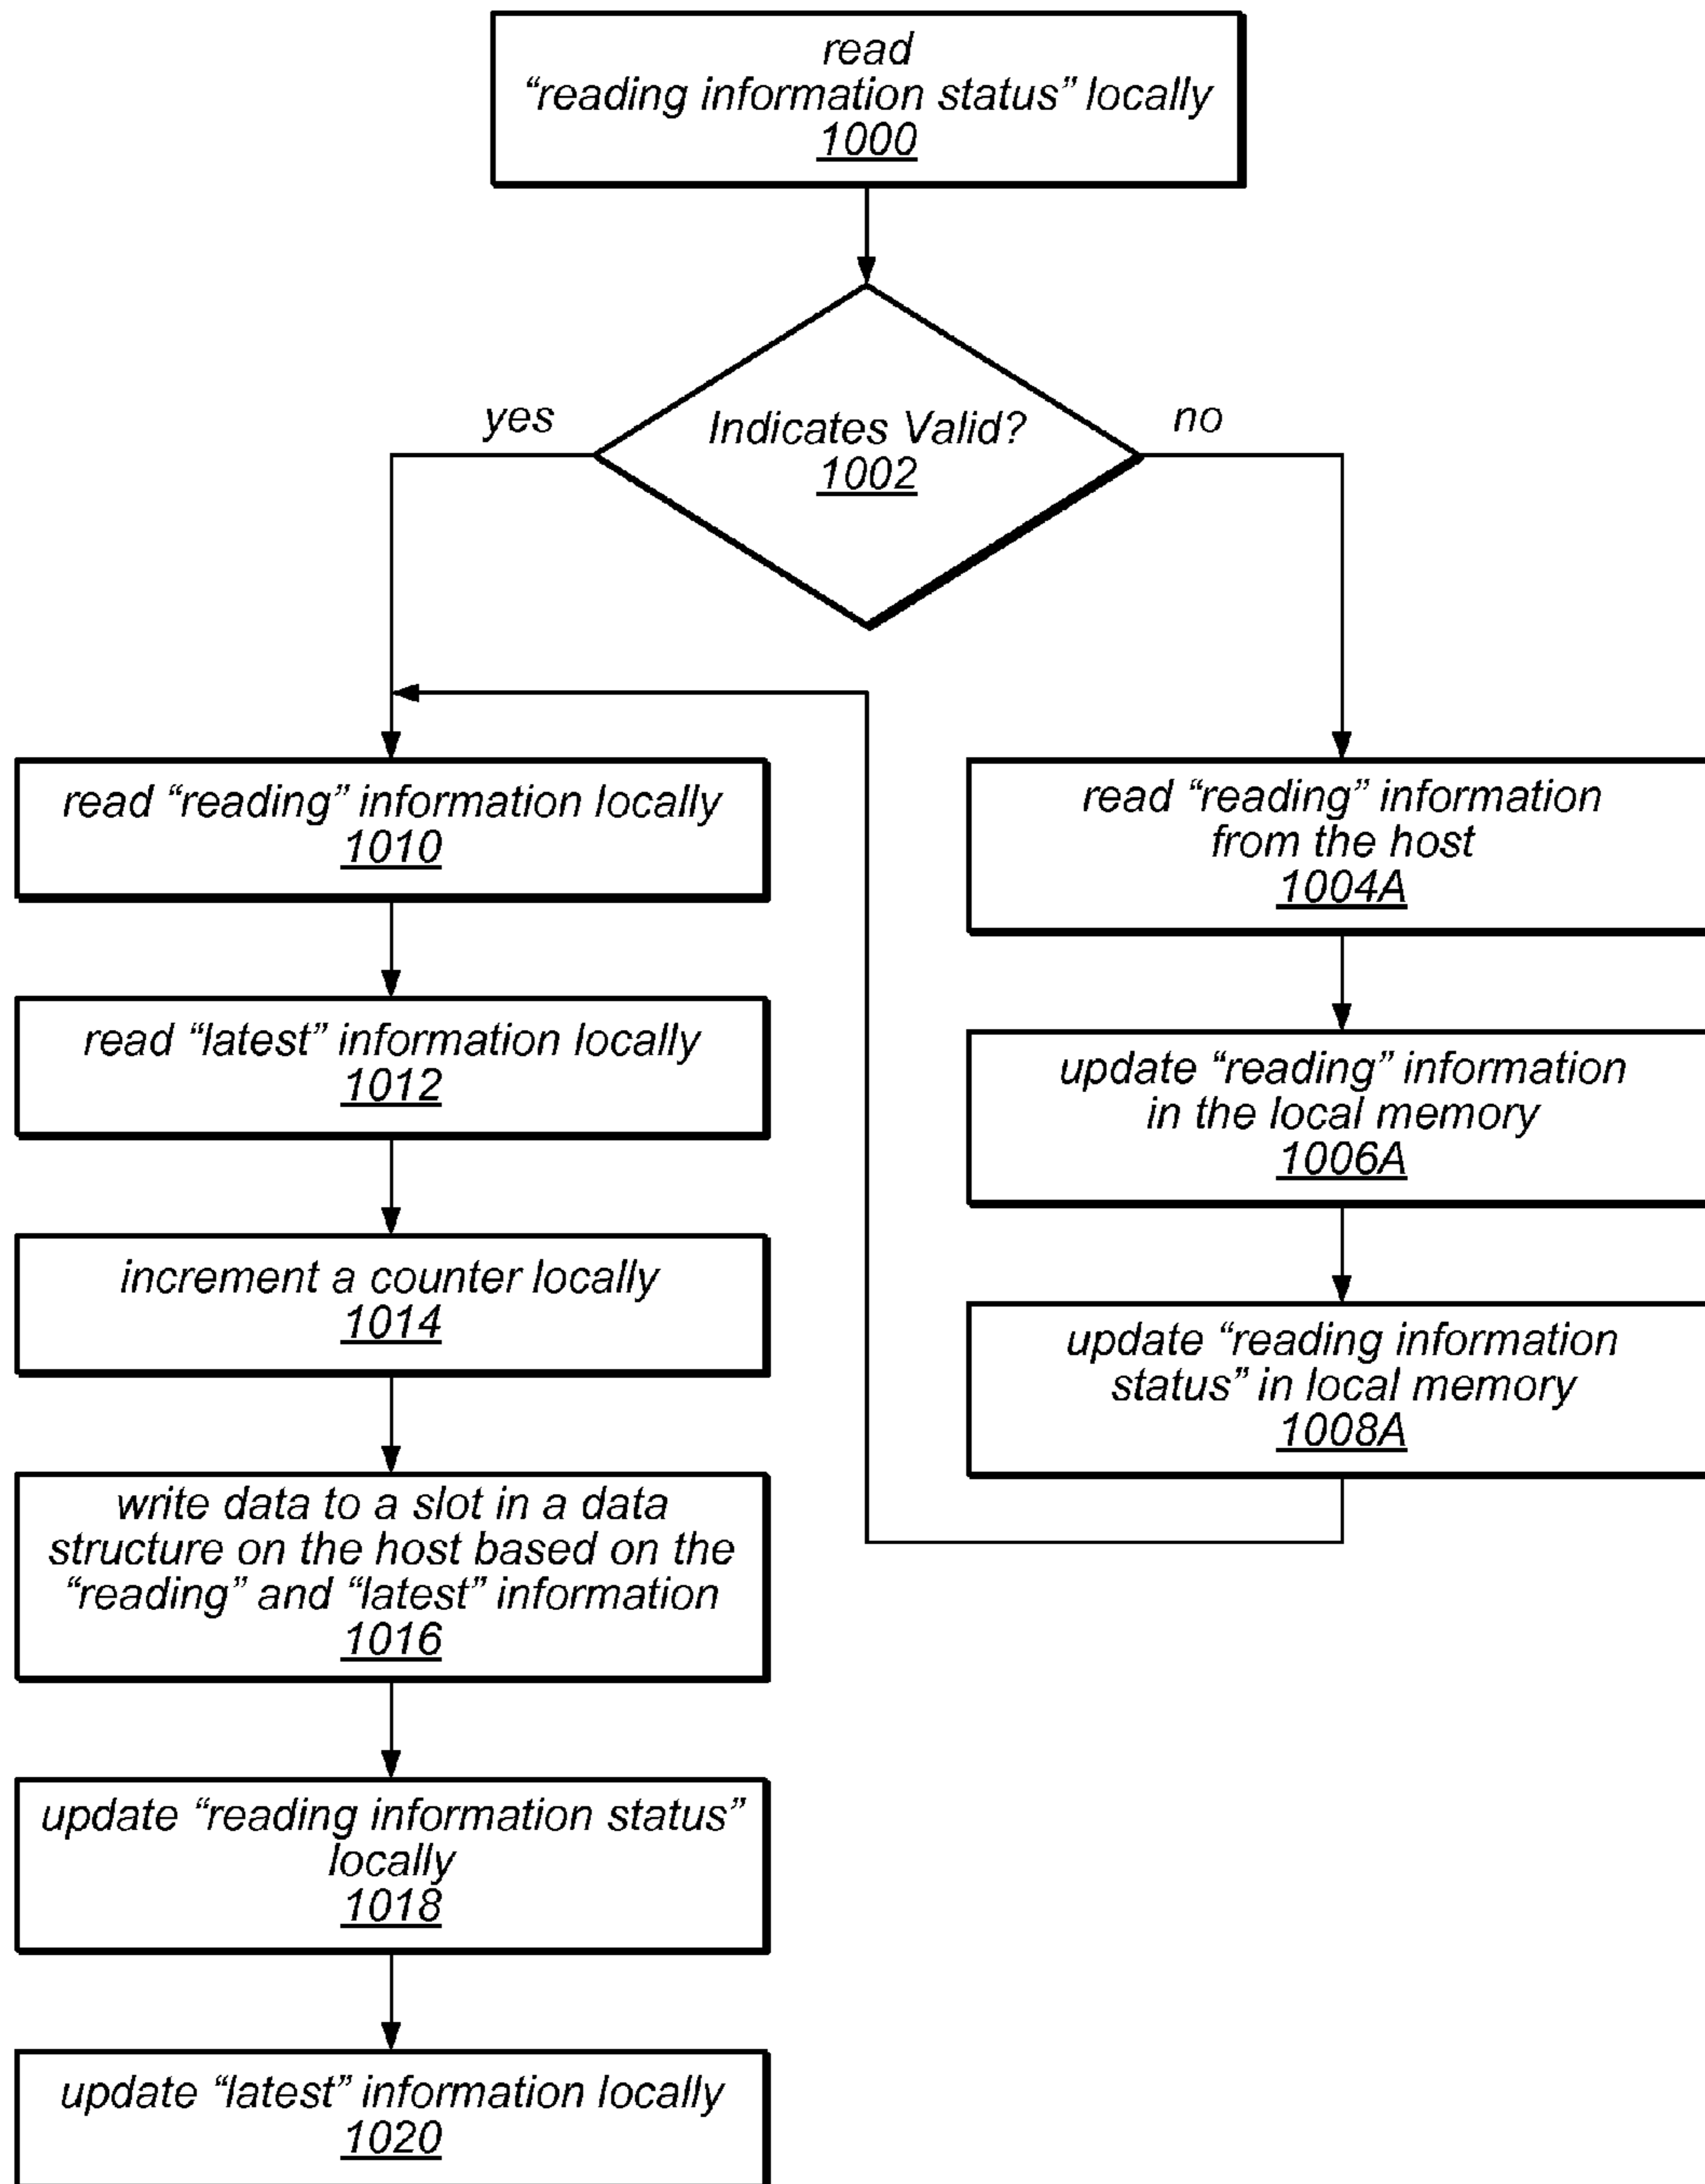 read
“reading information status” locally
1000
yes
Indicates Valid?
1002
no
read “reading” information locally
1010
read “latest” information locally
1012
increment a counter locally
1014
write data to a slot in a data
structure on the host based on the
“reading” and “latest” information
1016
update “reading information status”
locally
1018
update “latest” information locally
1020
read “reading” information
from the host
1004A
update “reading” information
in the local memory
1006A
update “reading information
status” in local memory
1008A